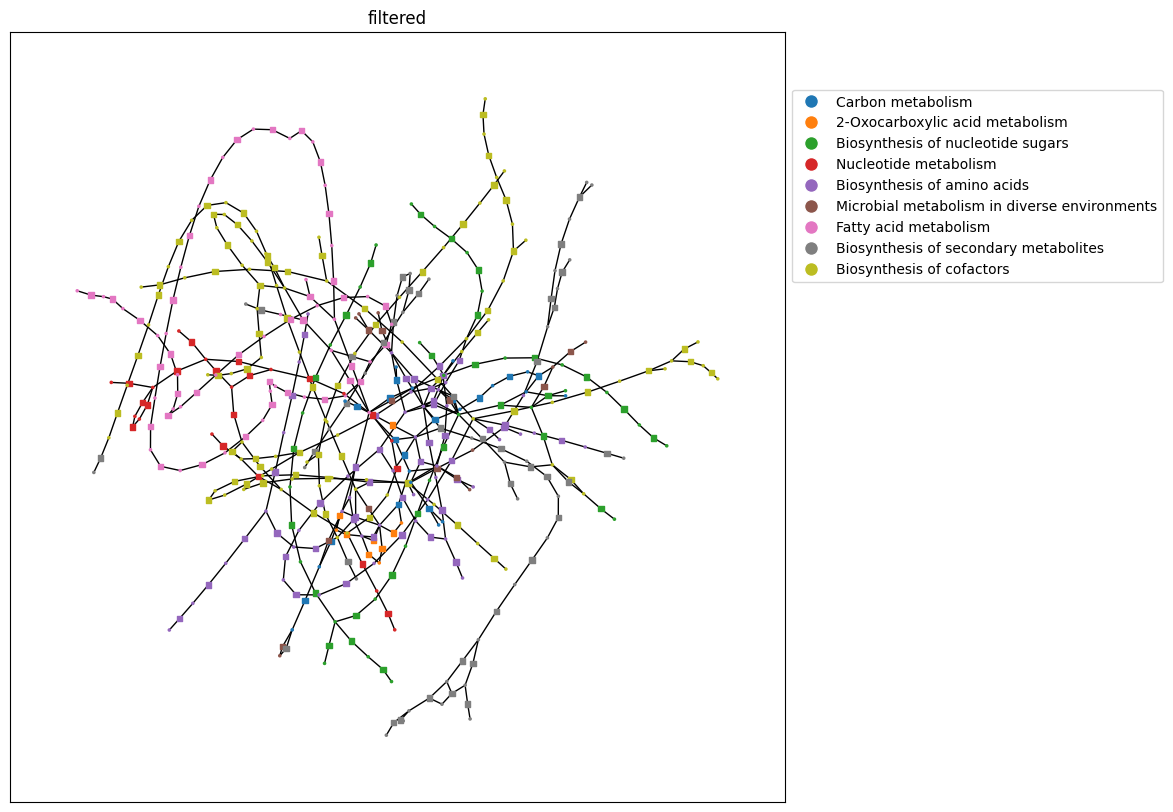 filtered
Carbon metabolism
2-Oxocarboxylic acid metabolism
Biosynthesis of nucleotide sugars
Nucleotide metabolism
Biosynthesis of amino acids
Microbial metabolism in diverse environments
Fatty acid metabolism
Biosynthesis of secondary metabolites
Biosynthesis of cofactors